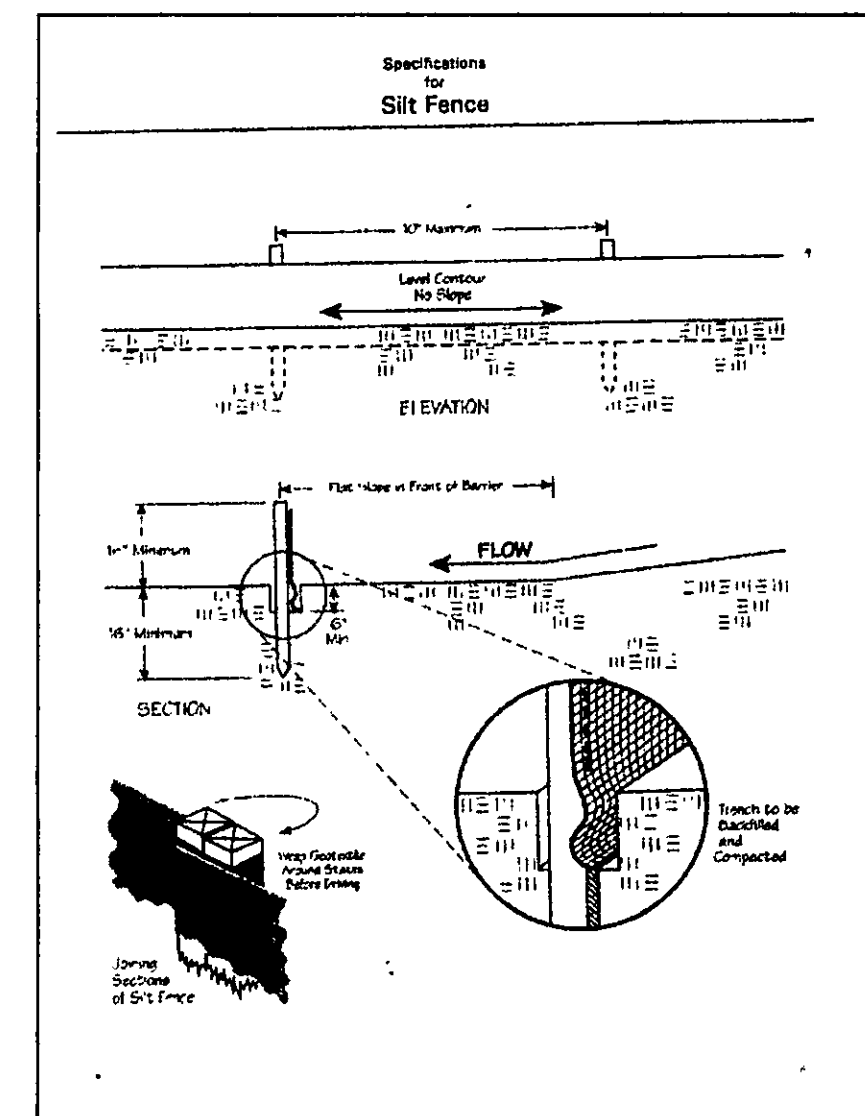 Specifications
for
Silt Fence
Maximum
Level Contour
No Slope
ELEVATION
Flat Slope in Front of Barrier
Minimum
FLOW
6"
Min
Minimum
SECTION
Trench to be
Backfilled
and
Compacted
Wrap Geotextile
Around Stakes
Before Driving
Joining
Sections
of Silt Fence